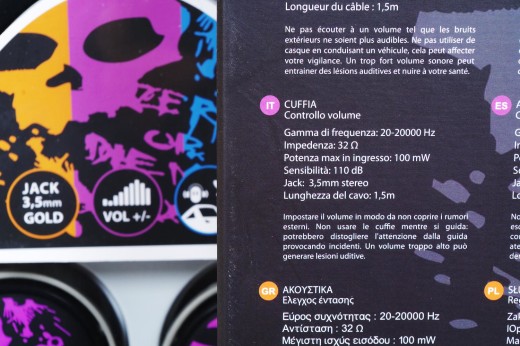 JACK
3,5mm
GOLD
VOL +/-
Longueur du câble : 1,5m
Ne pas écouter à un volume tel que les bruits
extérieurs ne soient plus audibles. Ne pas utiliser de
casque en conduisant un véhicule, cela peut affecter
votre vigilance. Un trop fort volume sonore peut
entrainer des lésions auditives et nuire à votre santé.
IT CUFFIA
Controllo volume
Gamma di frequenza: 20-20000 Hz
Impedenza: 32 Ω
Potenza max in ingresso: 100 mW
Sensibilità: 110 dB
Jack: 3,5mm stereo
Lunghezza del cavo: 1,5m
Impostare il volume in modo da non coprire i rumori
esterni. Non usare le cuffie mentre si guida:
potrebbero distogliere l'attenzione dalla guida
provocando incidenti. Un volume troppo alto può
generare lesioni uditive.
GR ΑΚΟΥΣΤΙΚΑ
Ελεγχος έντασης
Εύρος συχνότητας : 20-20000 Hz
Αντίσταση : 32 Ω
Μέγιστη ισχύς εισόδου : 100 mW
ES
PL